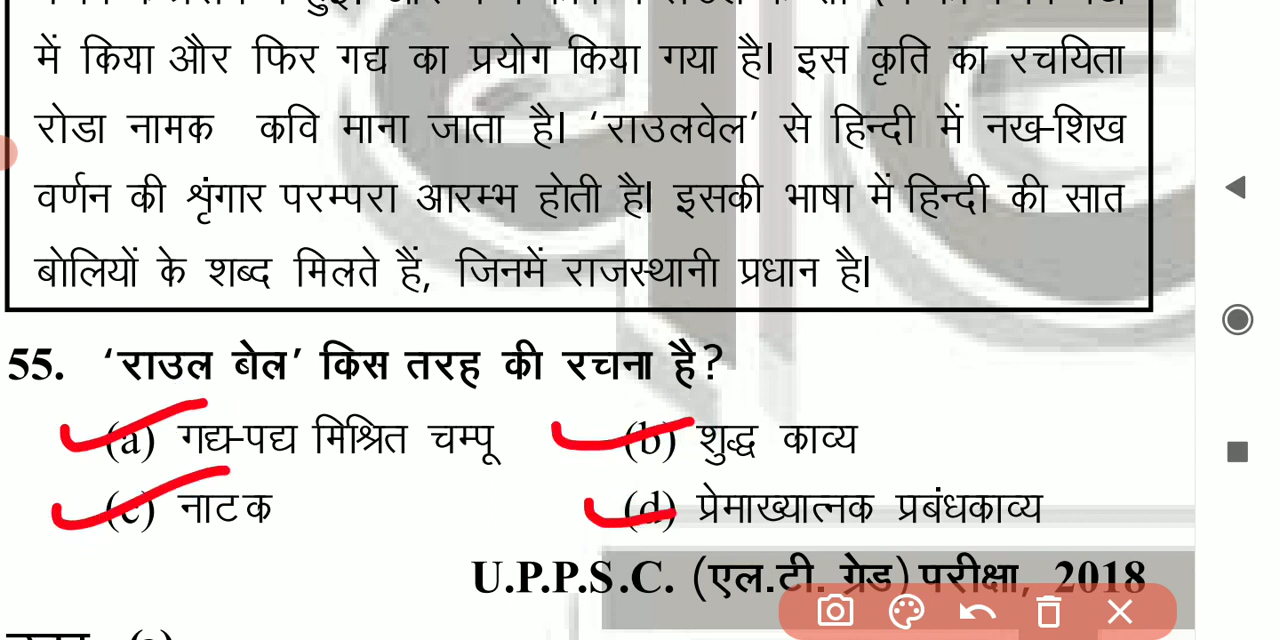 में किया और फिर गद्य का प्रयोग किया गया है। इस कृति का रचयिता
रोडा नामक कवि माना जाता है। ‘राउलवेल’ से हिन्दी में नख-शिख
वर्णन की शृंगार परम्परा आरम्भ होती है। इसकी भाषा में हिन्दी की सात
बोलियों के शब्द मिलते हैं, जिनमें राजस्थानी प्रधान है।
55. ‘राउल बेल’ किस तरह की रचना है?
(a) गद्य-पद्य मिश्रित चम्पू (b) शुद्ध काव्य
(c) नाटक (d) प्रेमाख्यात्नक प्रबंधकाव्य
U.P.P.S.C. (एल.टी. ग्रेड) परीक्षा, 2018